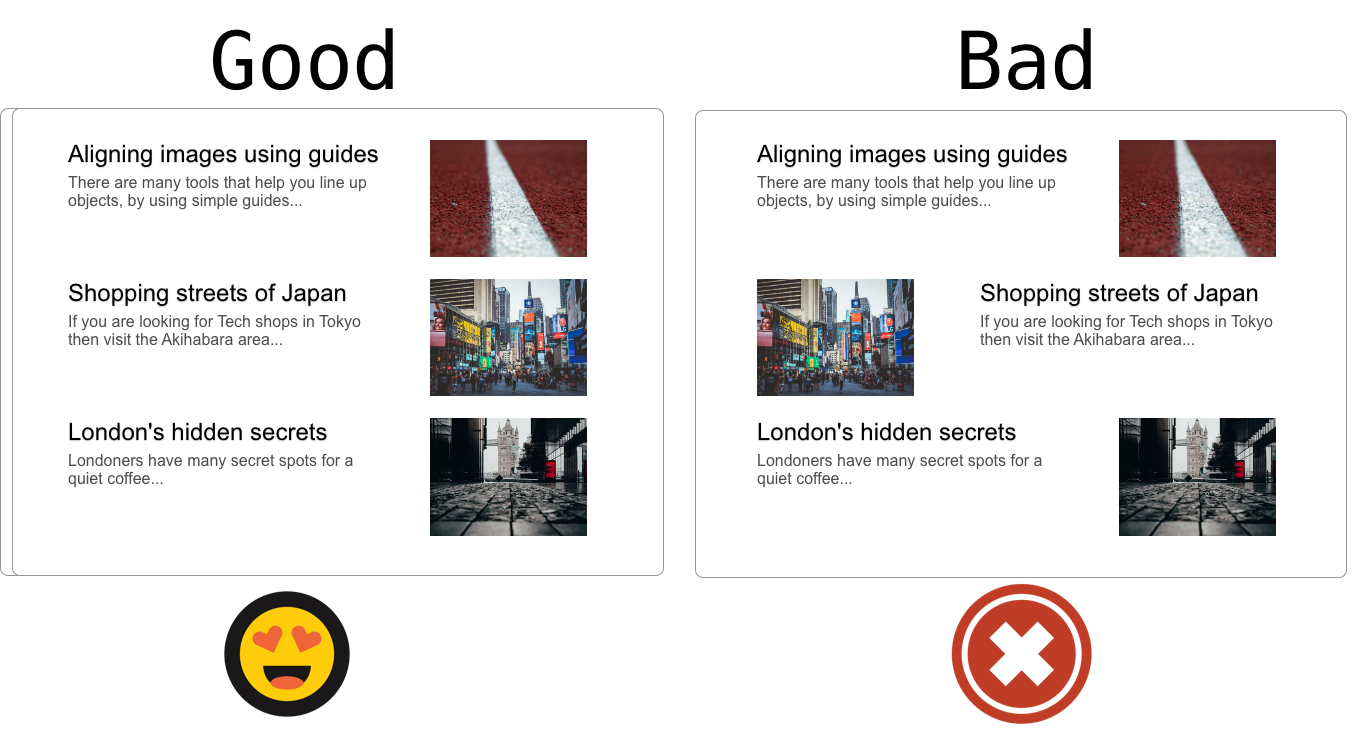 Good
Aligning images using guides
There are many tools that help you line up
objects, by using simple guides...
Shopping streets of Japan
If you are looking for Tech shops in Tokyo
then visit the Akihabara area...
London's hidden secrets
Londoners have many secret spots for a
quiet coffee...
Bad
Aligning images using guides
There are many tools that help you line up
objects, by using simple guides...
Shopping streets of Japan
If you are looking for Tech shops in Tokyo
then visit the Akihabara area...
London's hidden secrets
Londoners have many secret spots for a
quiet coffee...